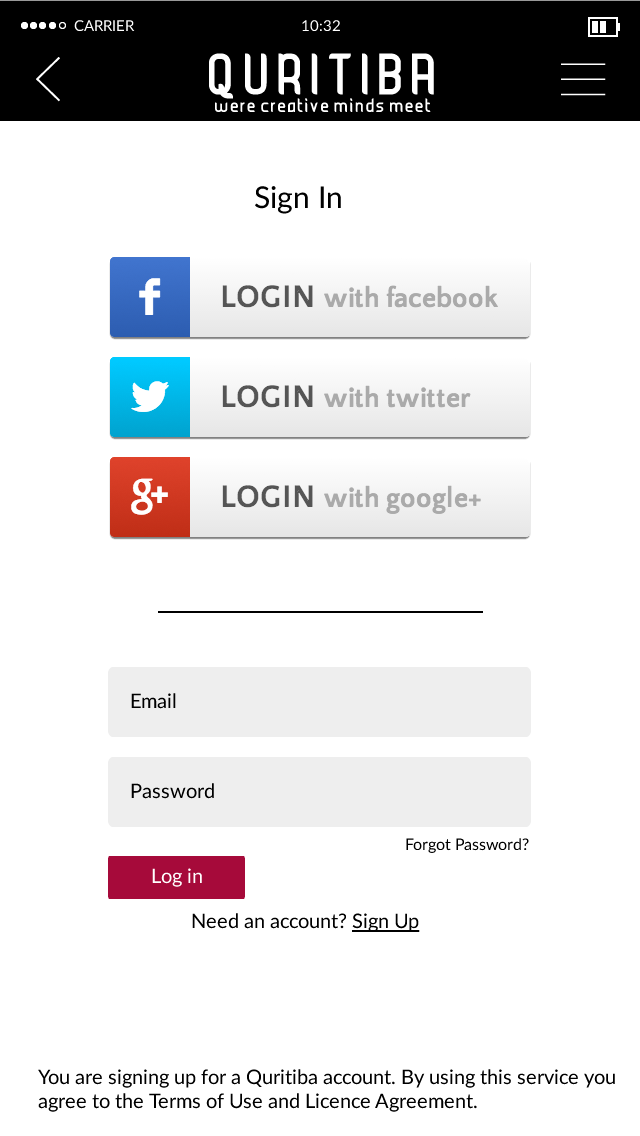 CARRIER 10:32
QURITIBA
were creative minds meet
Sign In
f LOGIN with facebook
LOGIN with twitter
g+ LOGIN with google+
Email
Password
Forgot Password?
Log in
Need an account? Sign Up
You are signing up for a Quritiba account. By using this service you
agree to the Terms of Use and Licence Agreement.